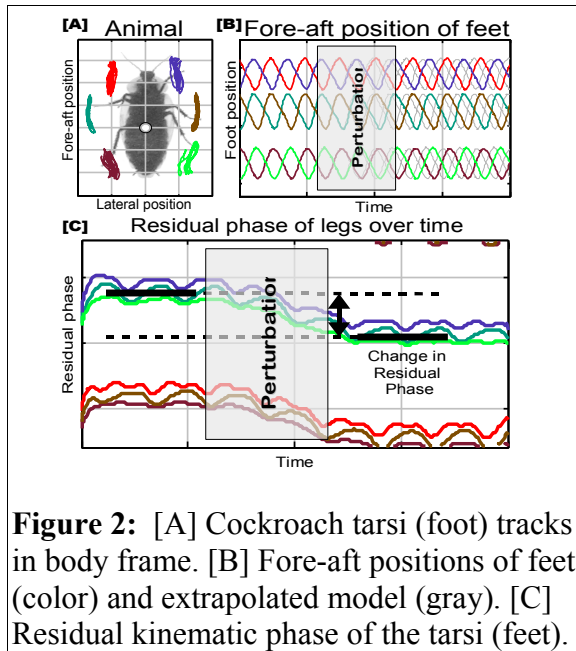 [A] Animal
Fore-aft position
Lateral position
[B] Fore-aft position of feet
Foot position
Perturbation
Time
[C] Residual phase of legs over time
Residual phase
Perturbation
Change in
Residual
Phase
Time
Figure 2: [A] Cockroach tarsi (foot) tracks
in body frame. [B] Fore-aft positions of feet
(color) and extrapolated model (gray). [C]
Residual kinematic phase of the tarsi (feet).